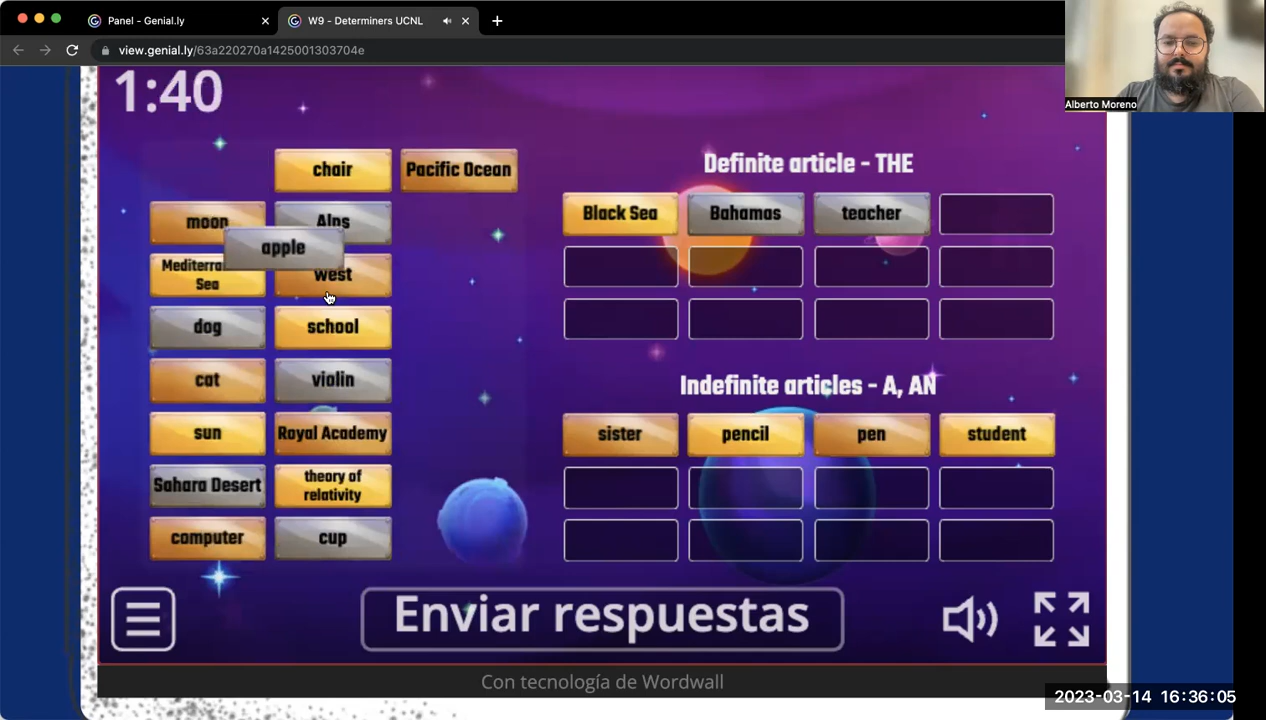 Panel - Genial.ly
W9 - Determiners UCNL
view.genial.ly/63a220270a1425001303704e
Alberto Moreno
1:40
chair
Pacific Ocean
moon
Alps
apple
Sea
west
dog
school
cat
violin
sun
Royal Academy
Sahara Desert
theory of
relativity
computer
cup
Definite article - THE
Black Sea
Bahamas
teacher
Indefinite articles - A, AN
sister
pencil
pen
student
Enviar respuestas
Con tecnología de Wordwall
2023-03-14 16:36:05